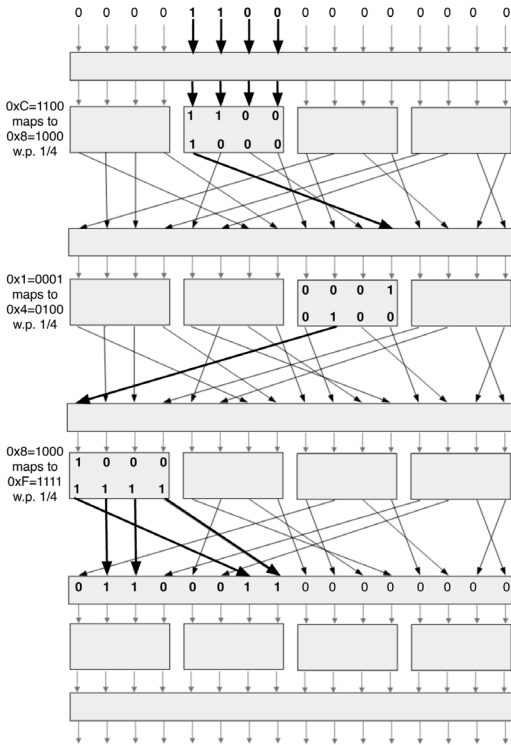 0 0 0 0 1 1 0 0 0 0 0 0 0 0 0 0
0xC=1100
maps to
0x8=1000
w.p. 1/4
1 1 0 0
1 0 0 0
0x1=0001
maps to
0x4=0100
w.p. 1/4
0 0 0 1
0 1 0 0
0x8=1000
maps to
0xF=1111
w.p. 1/4
1 0 0 0
1 1 1 1
0 1 1 0 0 0 1 1 0 0 0 0 0 0 0 0